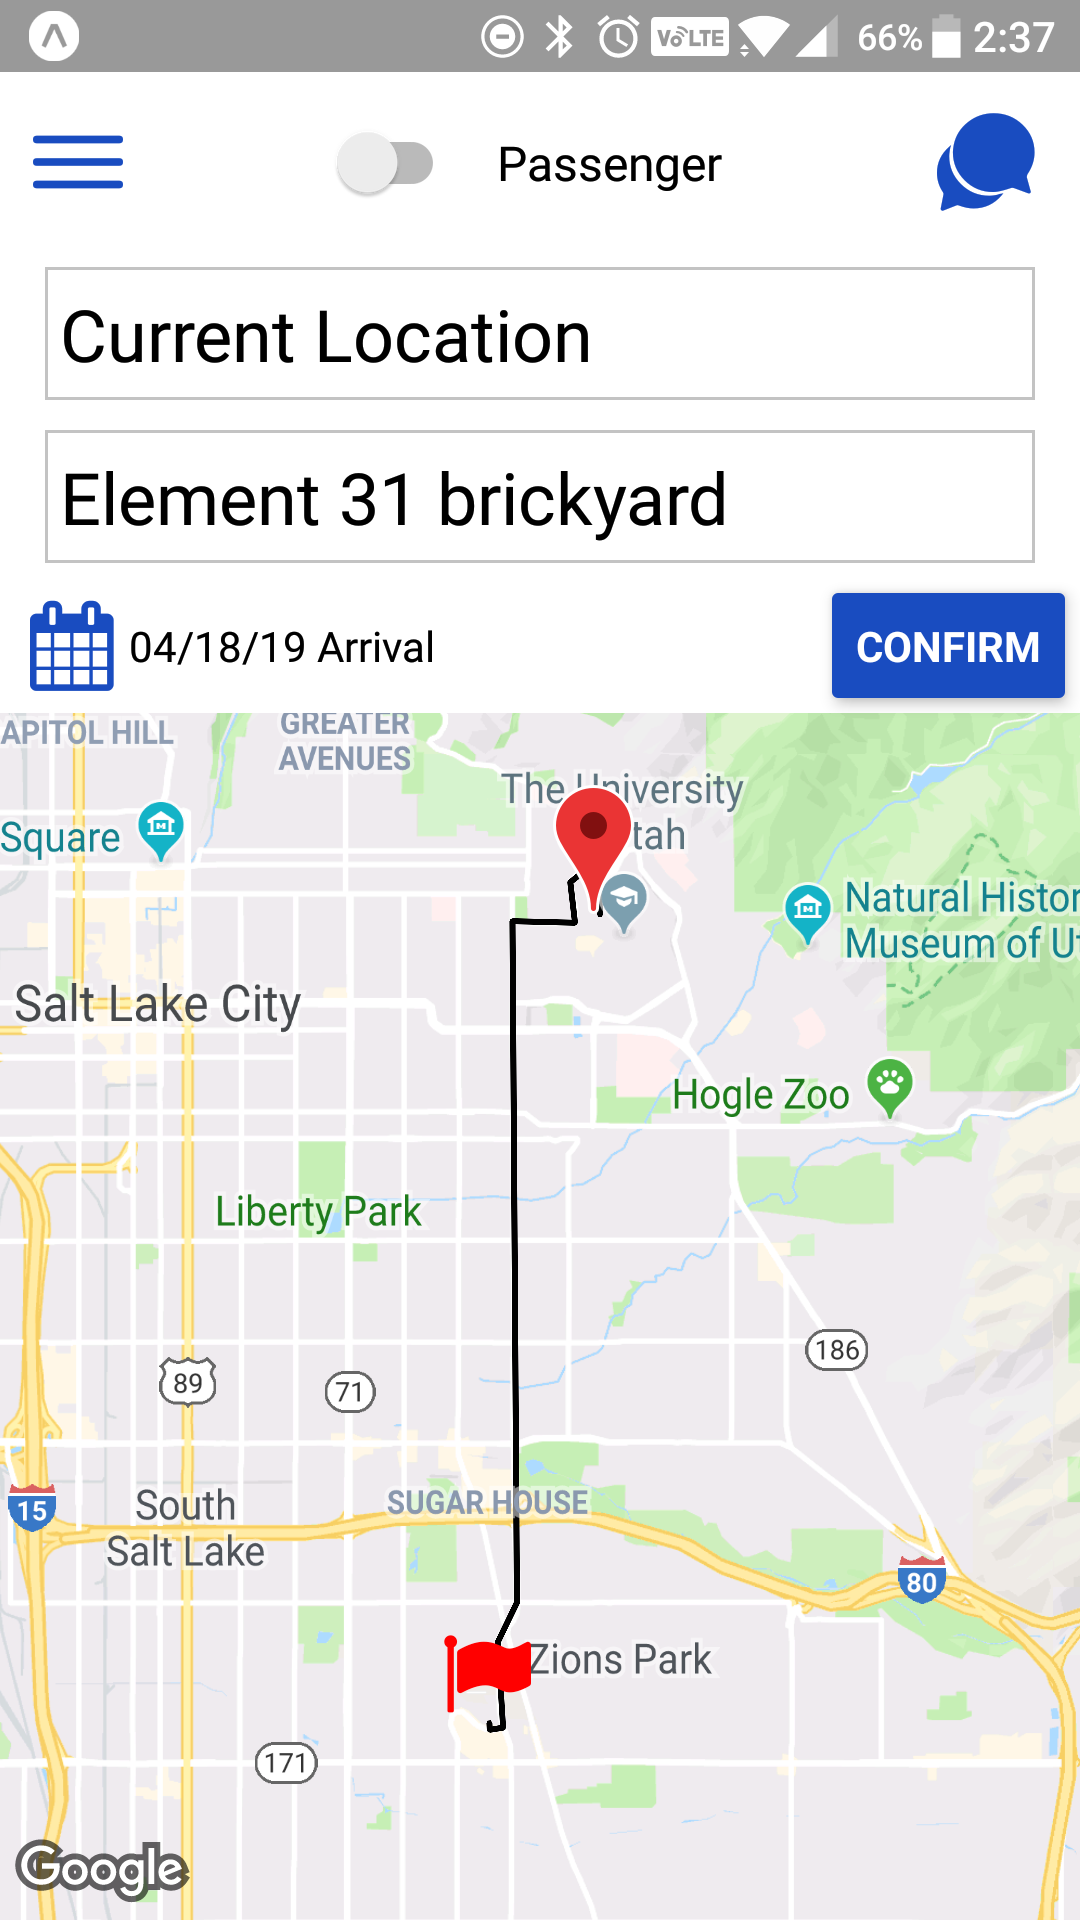 VoLTE 66% 2:37
Passenger
Current Location
Element 31 brickyard
04/18/19 Arrival
CONFIRM
APITOL HILL
GREATER
AVENUES
The University
tah
Square
Natural Histor
Museum of U
Salt Lake City
Hogle Zoo
Liberty Park
186
89
71
SUGAR HOUSE
15
South
Salt Lake
80
Zions Park
171
Google